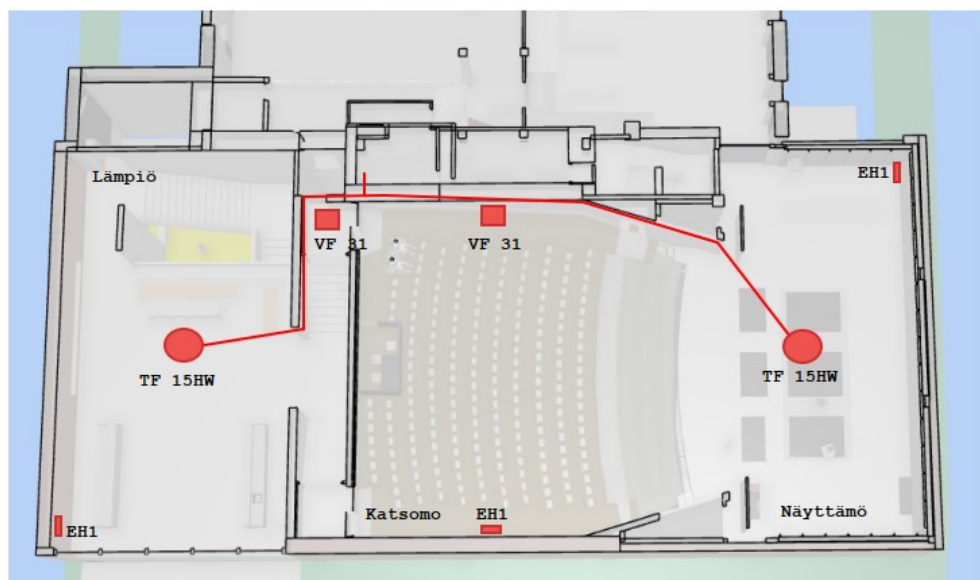 Lämpiö
EH1
VF 31
VF 31
TF 15HW
TF 15HW
Katsomo
EH1
Näyttämö
EH1